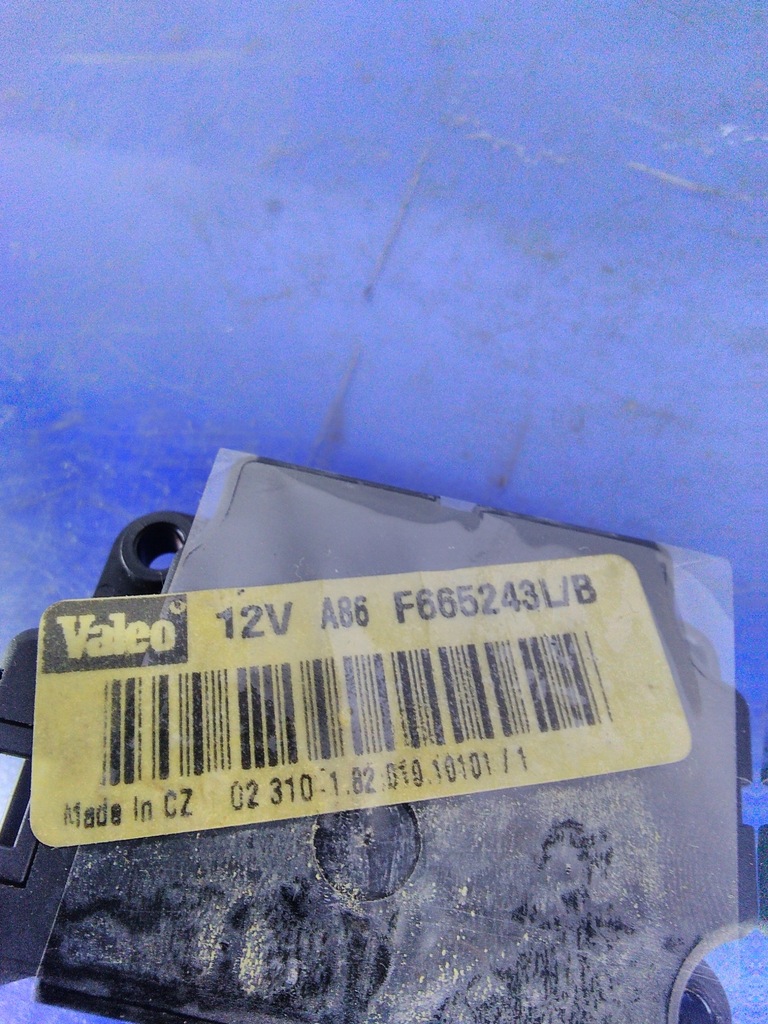 Valeo® 12V A86 F665243L/B
Made in CZ 02 310 -1.82.019.10101 / 1